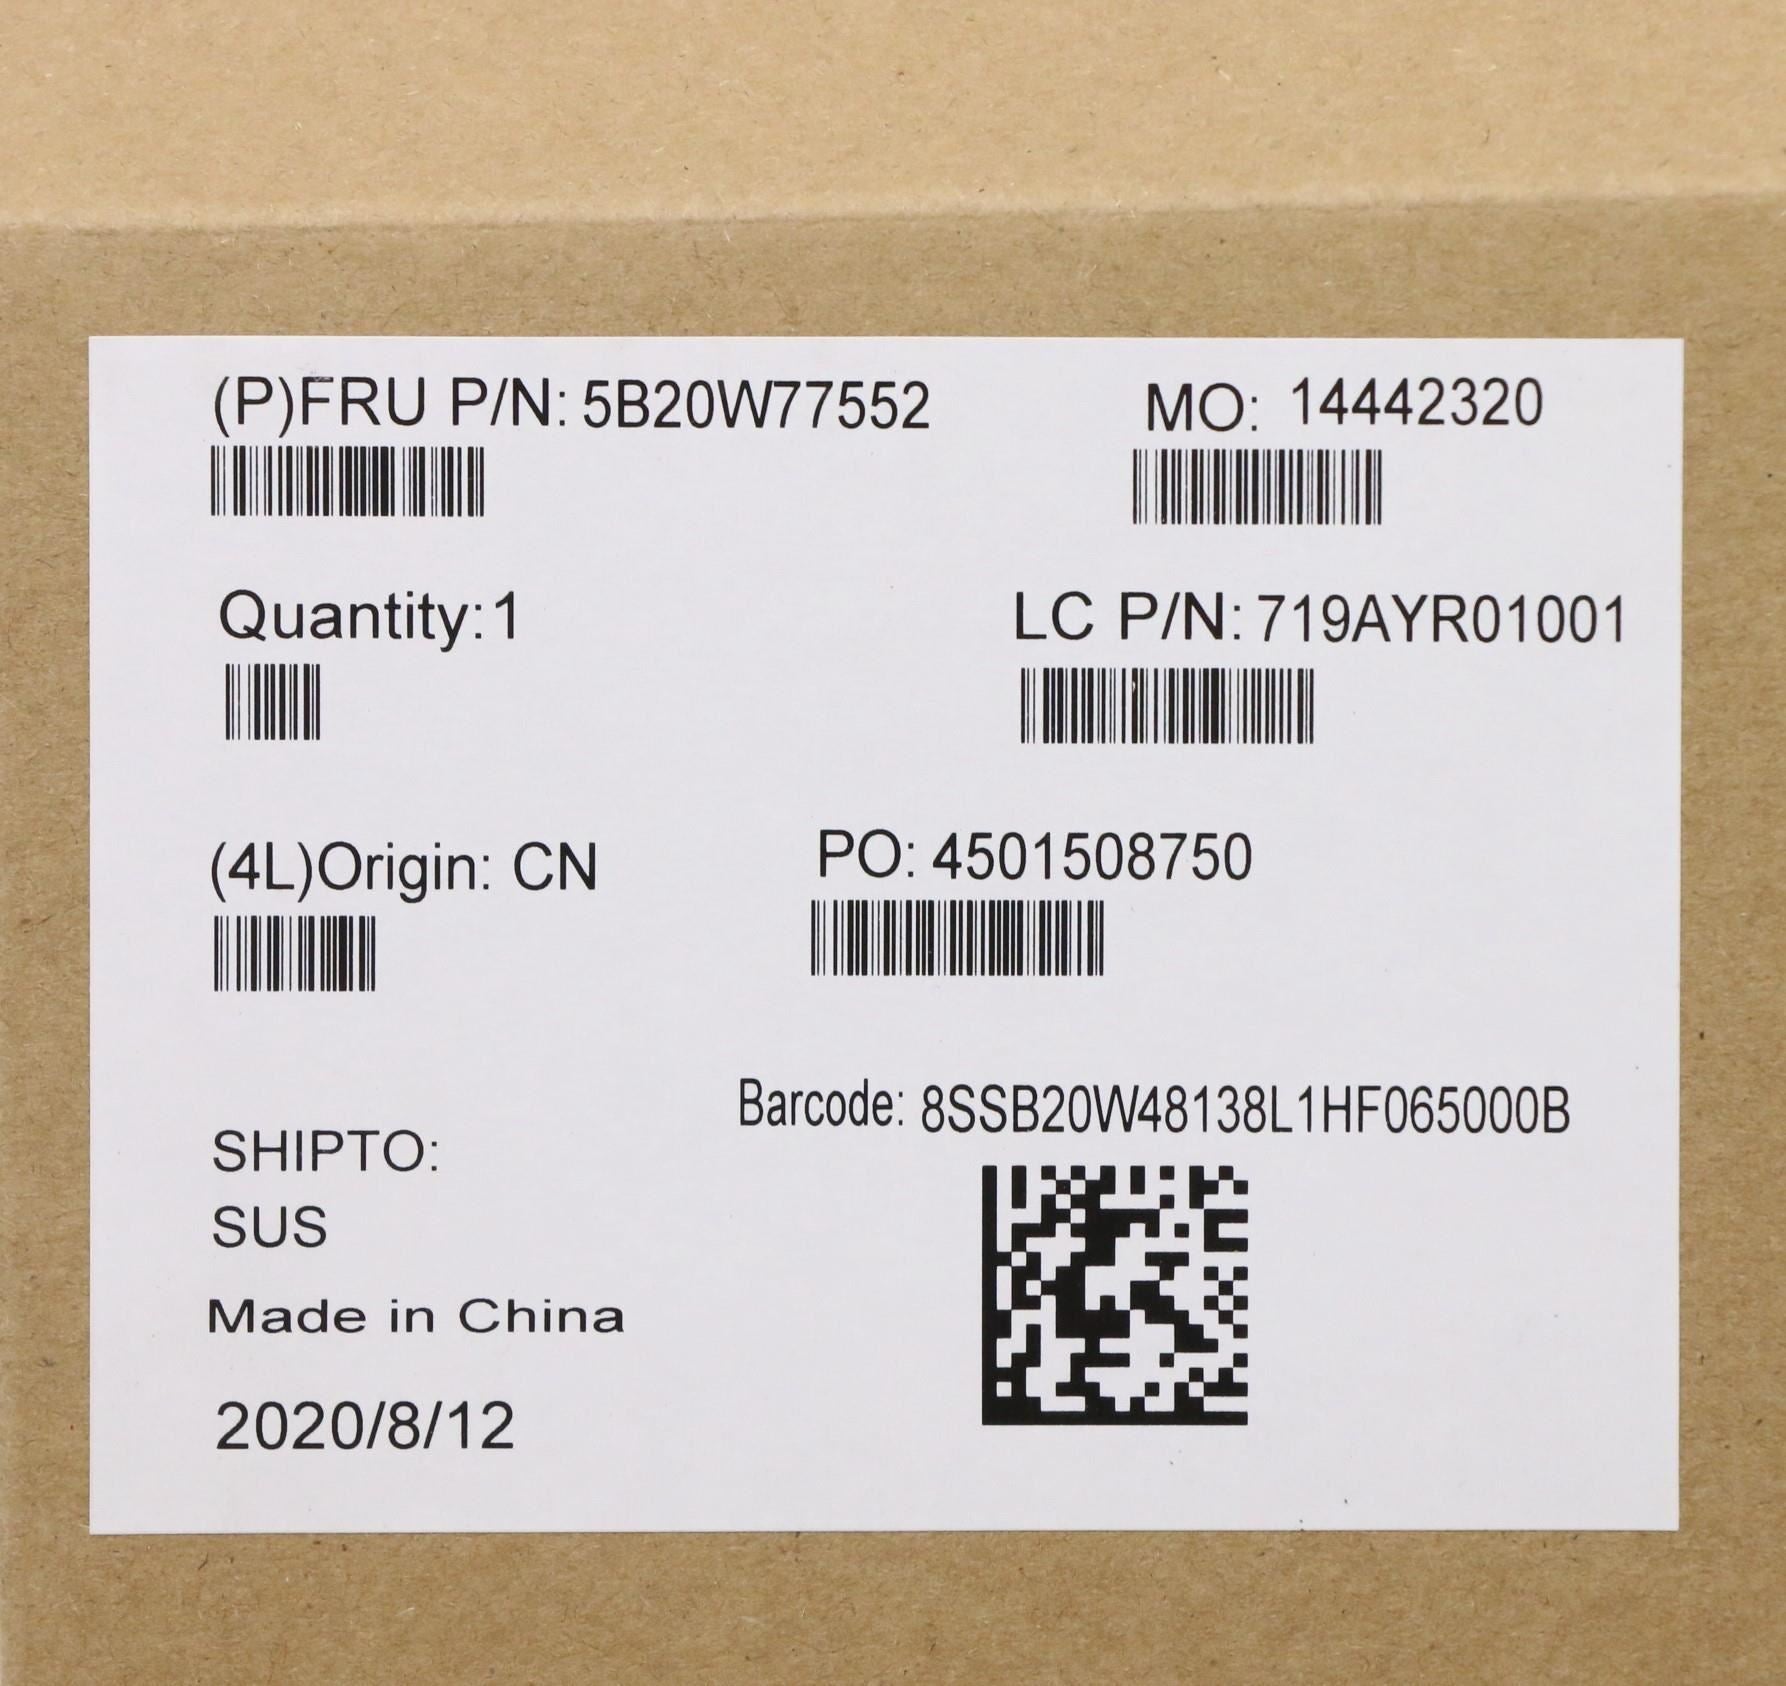 (P)FRU P/N: 5B20W77552
MO: 14442320
Quantity:1
LC P/N: 719AYR01001
(4L)Origin: CN
PO: 4501508750
Barcode: 8SSB20W48138L1HF065000B
SHIPTO:
SUS
Made in China
2020/8/12